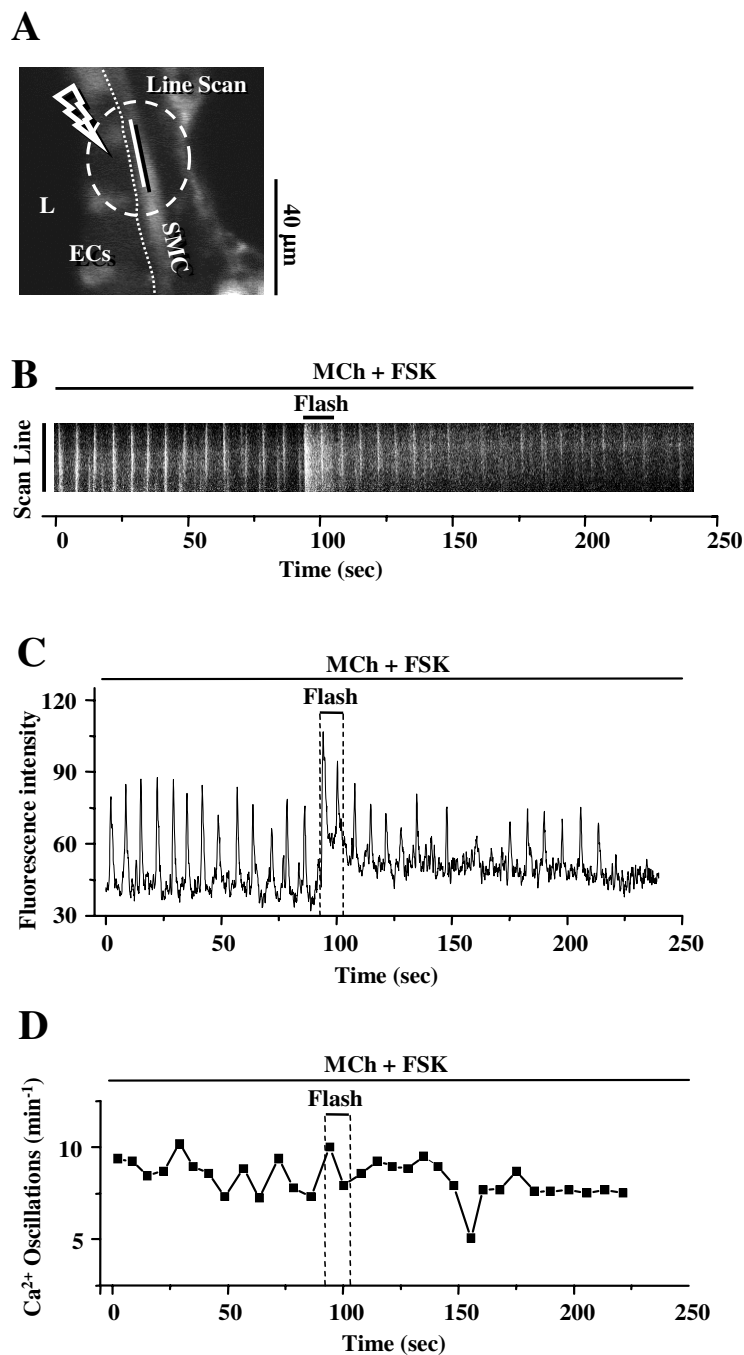 A
Line Scan
L
ECs
SMC
40 µm
B
MCh + FSK
Flash
Scan Line
0 50 100 150 200 250
Time (sec)
C
MCh + FSK
Flash
Fluorescence intensity
120
90
60
30
0 50 100 150 200 250
Time (sec)
D
MCh + FSK
Flash
Ca²⁺ Oscillations (min⁻¹)
10
5
0 50 100 150 200 250
Time (sec)